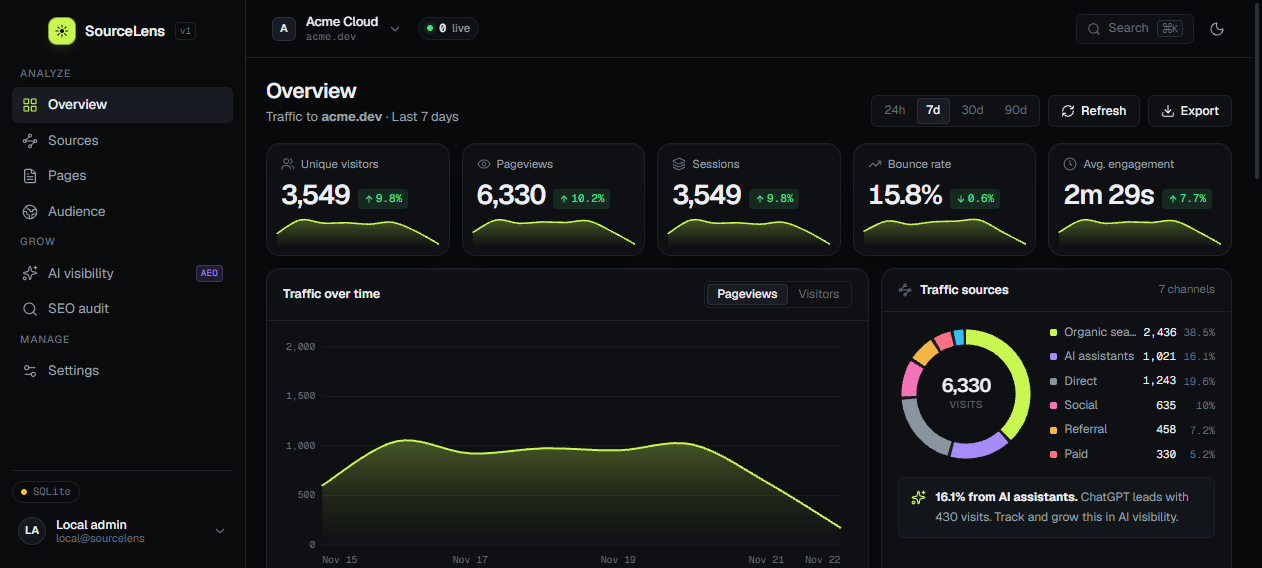 SourceLens v1
ANALYZE
Overview
Sources
Pages
Audience
GROW
AI visibility AEO
SEO audit
MANAGE
Settings
SQLite
LA Local admin
local@sourcelens
A Acme Cloud
acme.dev
0 live
Search ⌘K
Overview
Traffic to acme.dev · Last 7 days
24h 7d 30d 90d Refresh Export
Unique visitors
3,549 ↑ 9.8%
Pageviews
6,330 ↑ 10.2%
Sessions
3,549 ↑ 9.8%
Bounce rate
15.8% ↓ 0.6%
Avg. engagement
2m 29s ↑ 7.7%
Traffic over time Pageviews Visitors
2,000
1,500
1,000
500
0
Nov 15 Nov 17 Nov 19 Nov 21 Nov 22
Traffic sources 7 channels
6,330
VISITS
Organic sea... 2,436 38.5%
AI assistants 1,021 16.1%
Direct 1,243 19.6%
Social 635 10%
Referral 458 7.2%
Paid 330 5.2%
16.1% from AI assistants. ChatGPT leads with
430 visits. Track and grow this in AI visibility.